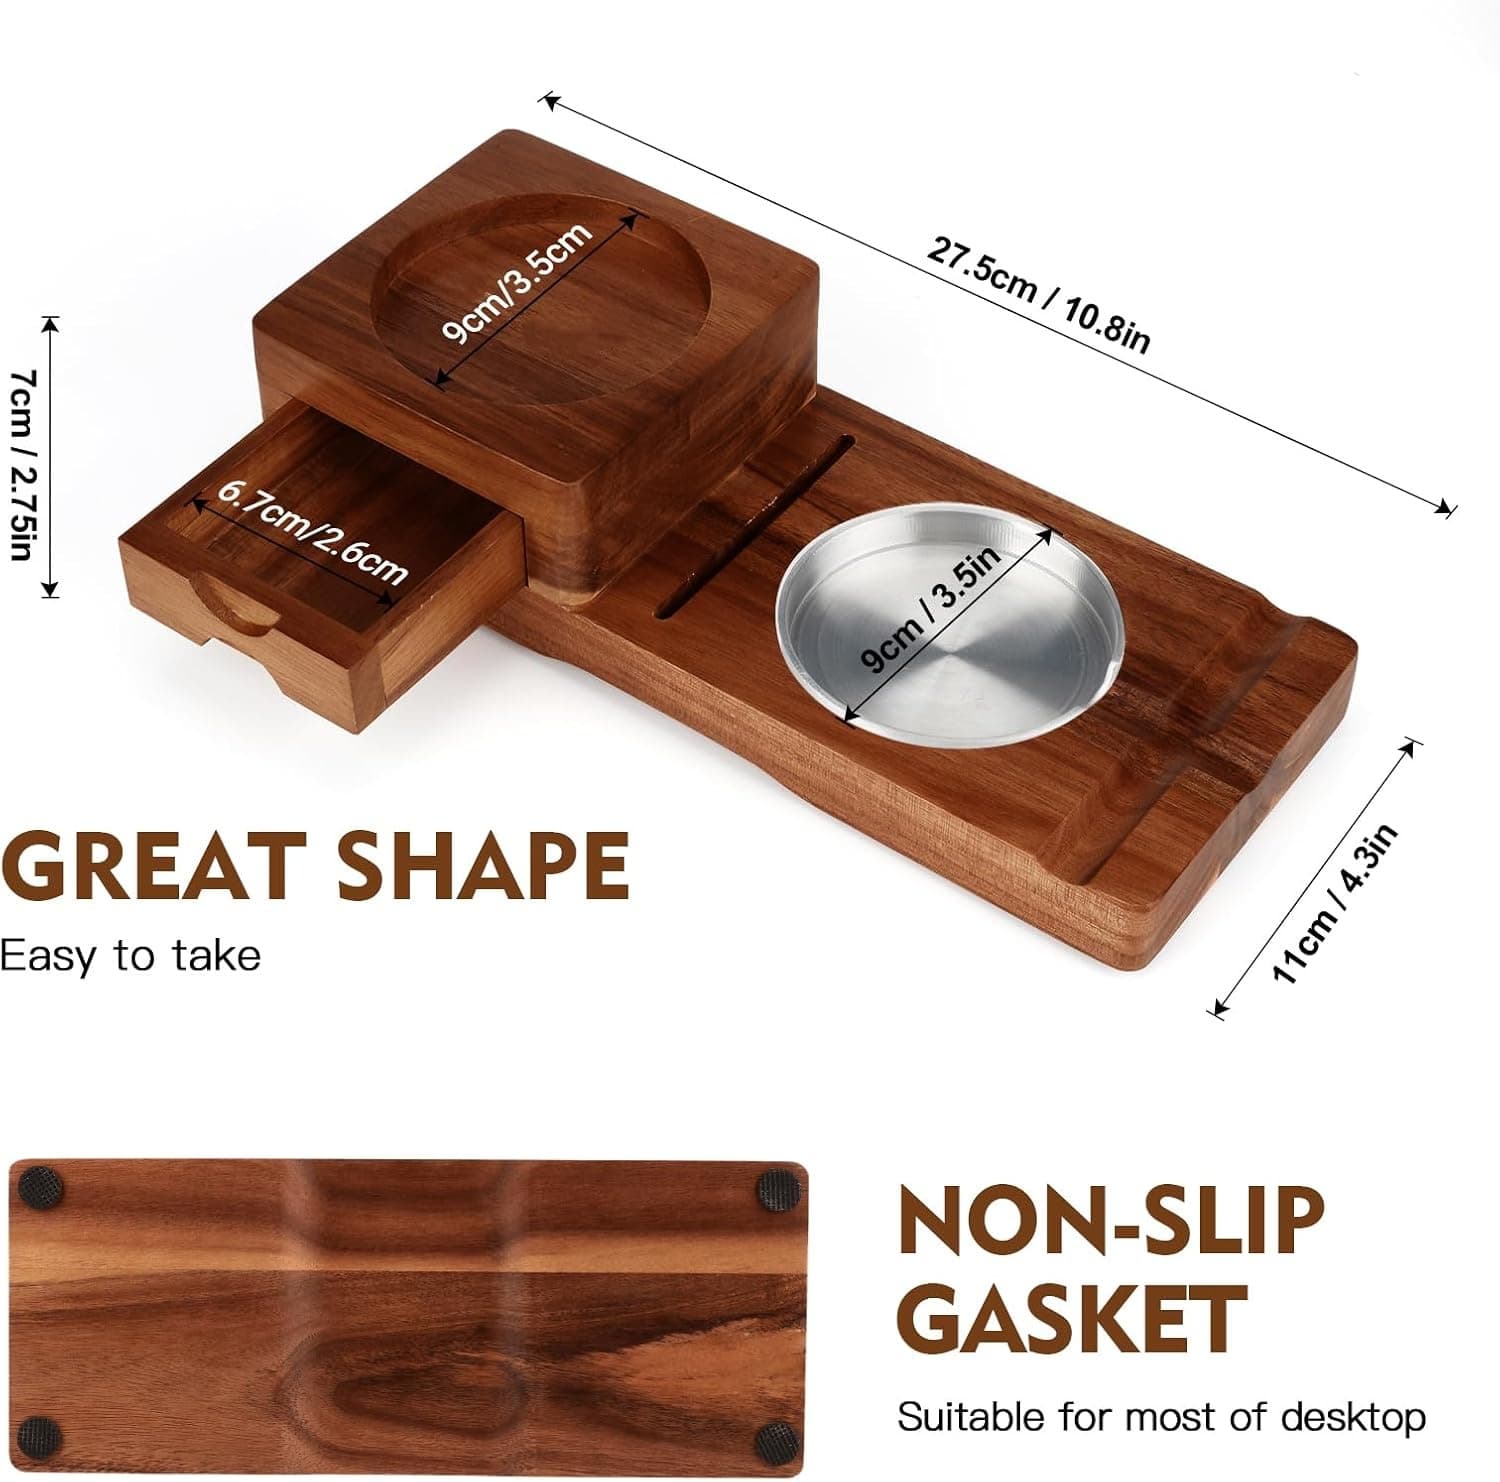 27.5cm / 10.8in
9cm/3.5cm
7cm / 2.75in
6.7cm/2.6cm
9cm / 3.5in
11cm / 4.3in
GREAT SHAPE
Easy to take
NON-SLIP
GASKET
Suitable for most of desktop